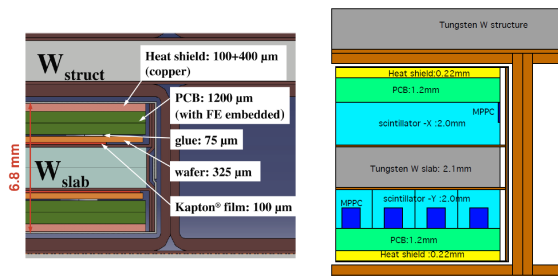 W struct
Heat shield: 100+400 µm
(copper)
PCB: 1200 µm
(with FE embedded)
glue: 75 µm
wafer: 325 µm
Kapton® film: 100 µm
W slab
6.8 mm
Tungsten W structure
Heat shield:0.22mm
PCB:1.2mm
MPPC
scintillator -X :2.0mm
Tungsten W slab: 2.1mm
MPPC
scintillator -Y :2.0mm
PCB:1.2mm
Heat shield :0.22mm